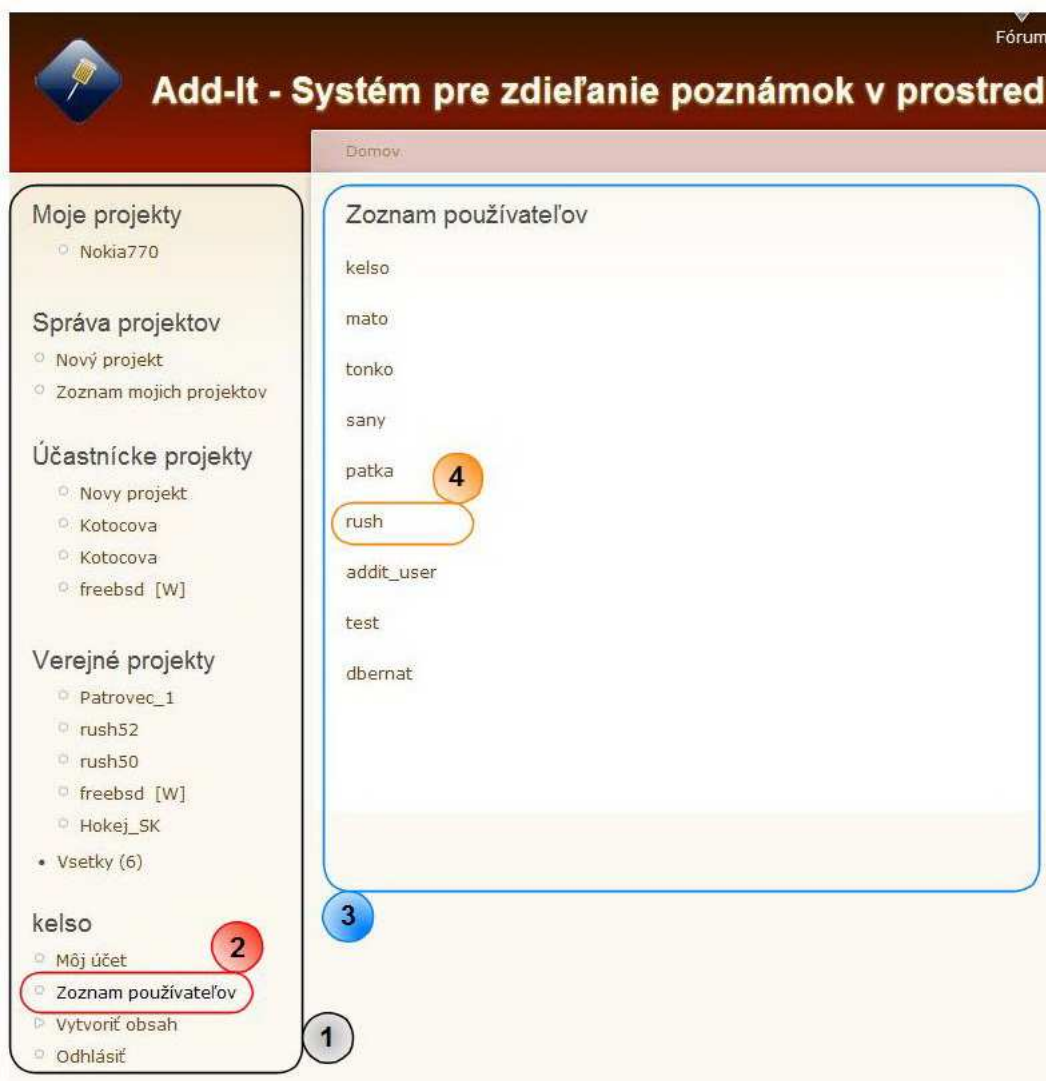 Fórum
Add-It - Systém pre zdieľanie poznámok v prostred
Domov
Moje projekty
Nokia770
Správa projektov
Nový projekt
Zoznam mojich projektov
Účastnícke projekty
Novy projekt
Kotocova
Kotocova
freebsd [W]
Verejné projekty
Patrovec_1
rush52
rush50
freebsd [W]
Hokej_SK
Vsetky (6)
kelso
2
Môj účet
Zoznam používateľov
Vytvoriť obsah
1
Odhlásiť
Zoznam používateľov
kelso
mato
tonko
sany
patka
4
rush
addit_user
test
dbernat
3